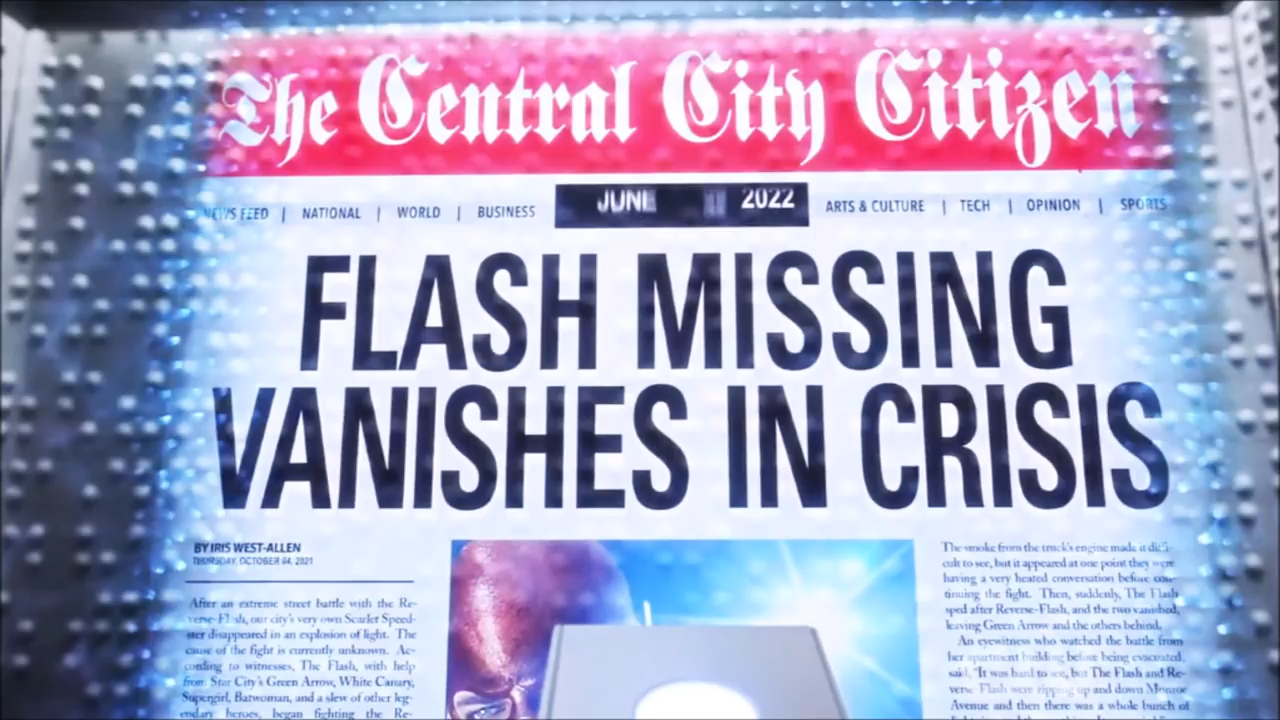 The Central City Citizen
NEWS FEED | NATIONAL | WORLD | BUSINESS
JUNE 2022
ARTS & CULTURE | TECH | OPINION | SPORTS
FLASH MISSING
VANISHES IN CRISIS
BY IRIS WEST-ALLEN
THURSDAY, OCTOBER 04, 2021
After an extreme street battle with the Re-
verse-Flash, our city's very own Scarlet Speed-
ster disappeared in an explosion of light. The
cause of the fight is currently unknown. Ac-
cording to witnesses, The Flash, with help
from Star City's Green Arrow, White Canary,
Supergirl, Batwoman, and a slew of other leg-
endary heroes, began fighting the Re-
The smoke from the truck's engine made it diffi-
cult to see, but it appeared at one point they were
having a very heated conversation before con-
tinuing the fight. Then, suddenly, The Flash
sped after Reverse-Flash, and the two vanished,
leaving Green Arrow and the others behind.
An eyewitness who watched the battle from
her apartment building before being evacuated
said, "It was hard to see, but The Flash and Re-
verse Flash were ripping up and down Monroe
Avenue and then there was a whole bunch of